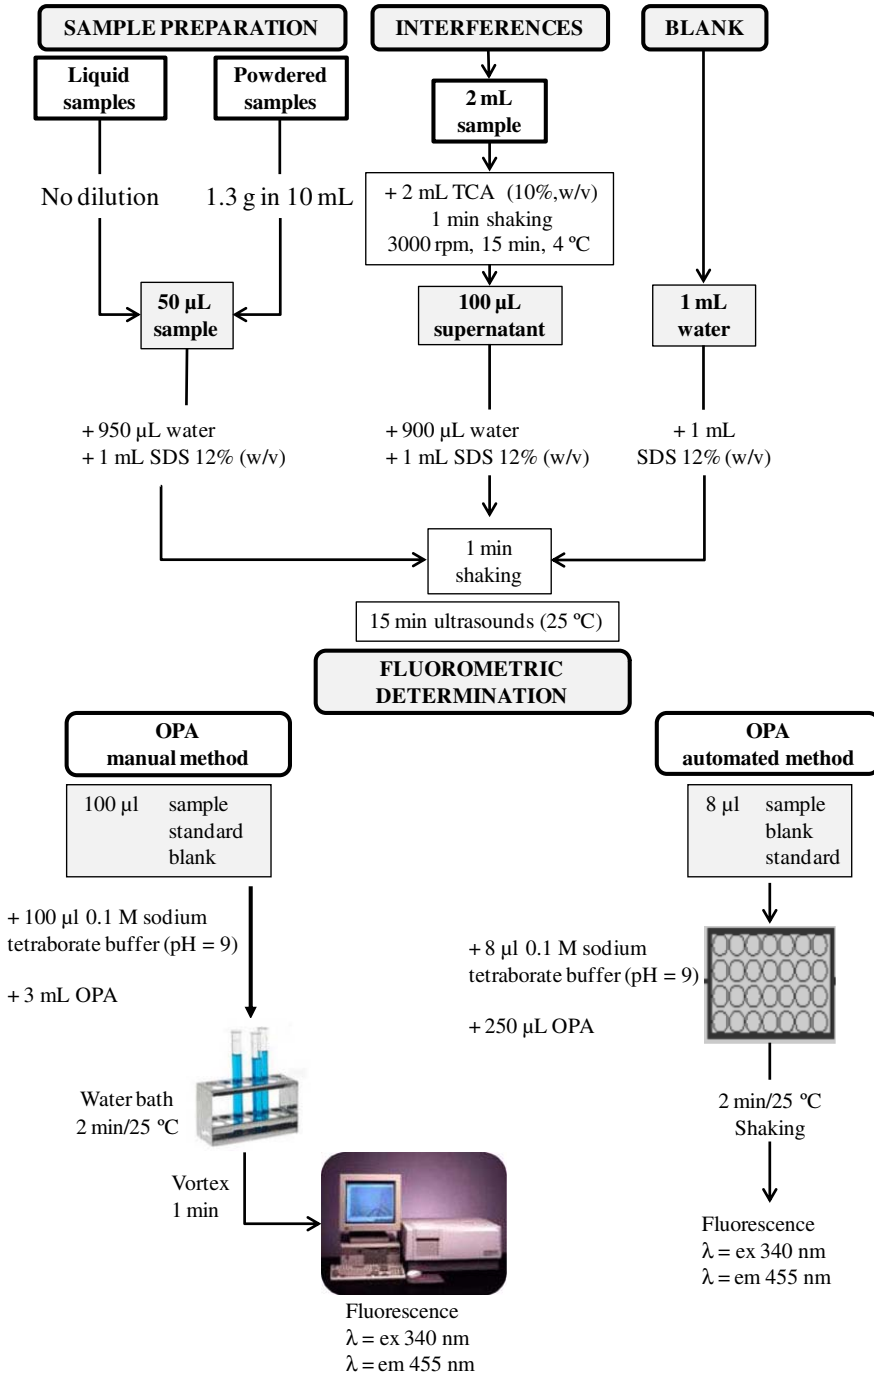 SAMPLE PREPARATION
Liquid
samples
Powdered
samples
No dilution
1.3 g in 10 mL
50 µL
sample
+ 950 µL water
+ 1 mL SDS 12% (w/v)
INTERFERENCES
2 mL
sample
+ 2 mL TCA (10%,w/v)
1 min shaking
3000 rpm, 15 min, 4 ºC
100 µL
supernatant
+ 900 µL water
+ 1 mL SDS 12% (w/v)
BLANK
1 mL
water
+ 1 mL
SDS 12% (w/v)
1 min
shaking
15 min ultrasounds (25 ºC)
FLUOROMETRIC
DETERMINATION
OPA
manual method
100 µl sample
standard
blank
+ 100 µl 0.1 M sodium
tetraborate buffer (pH = 9)
+ 3 mL OPA
Water bath
2 min/25 ºC
Vortex
1 min
Fluorescence
λ = ex 340 nm
λ = em 455 nm
OPA
automated method
8 µl sample
blank
standard
+ 8 µl 0.1 M sodium
tetraborate buffer (pH = 9)
+ 250 µL OPA
2 min/25 ºC
Shaking
Fluorescence
λ = ex 340 nm
λ = em 455 nm